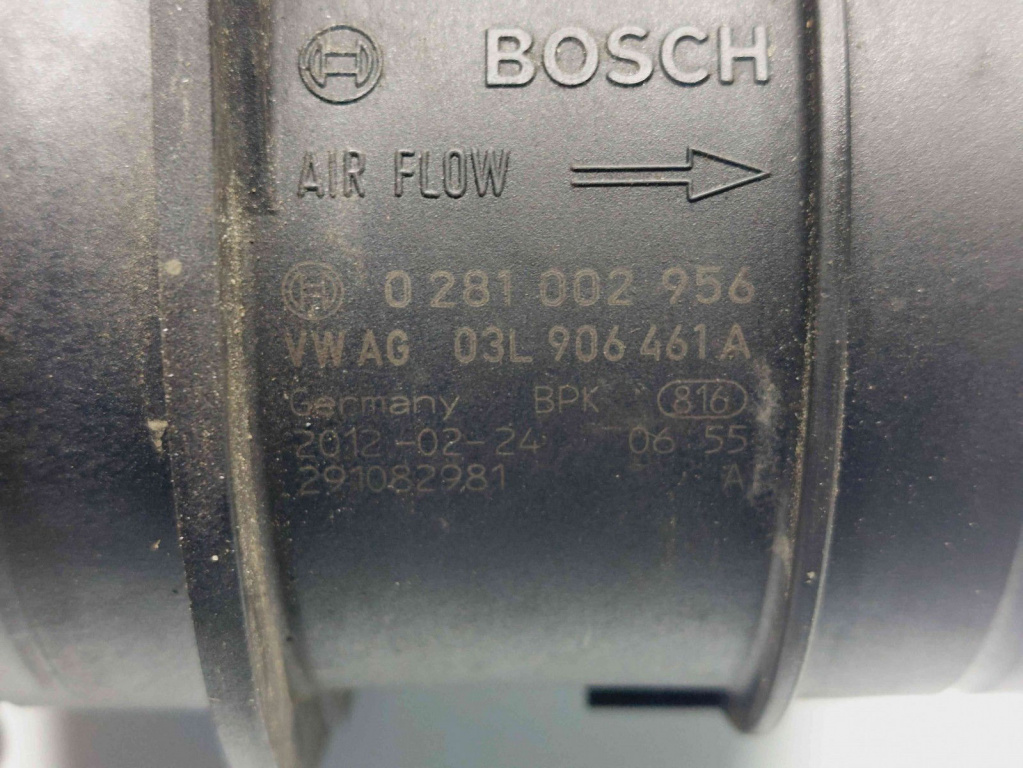 BOSCH
AIR FLOW
0 281 002 956
VW AG 03L 906 461 A
Germany BPK 816
2012-02-24 06 55
291082981 A